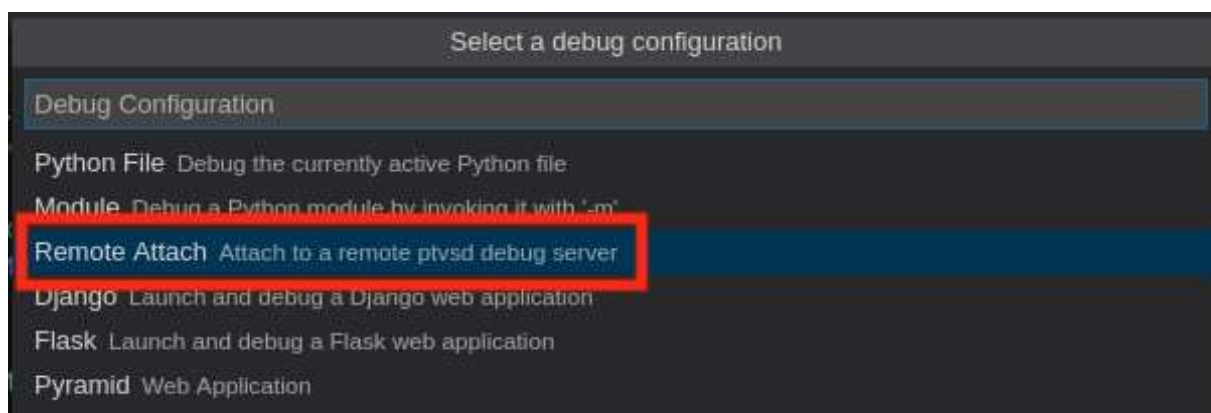 Select a debug configuration
Debug Configuration
Python File Debug the currently active Python file
Module Debug a Python module by invoking it with '-m'
Remote Attach Attach to a remote ptvsd debug server
Django Launch and debug a Django web application
Flask Launch and debug a Flask web application
Pyramid Web Application